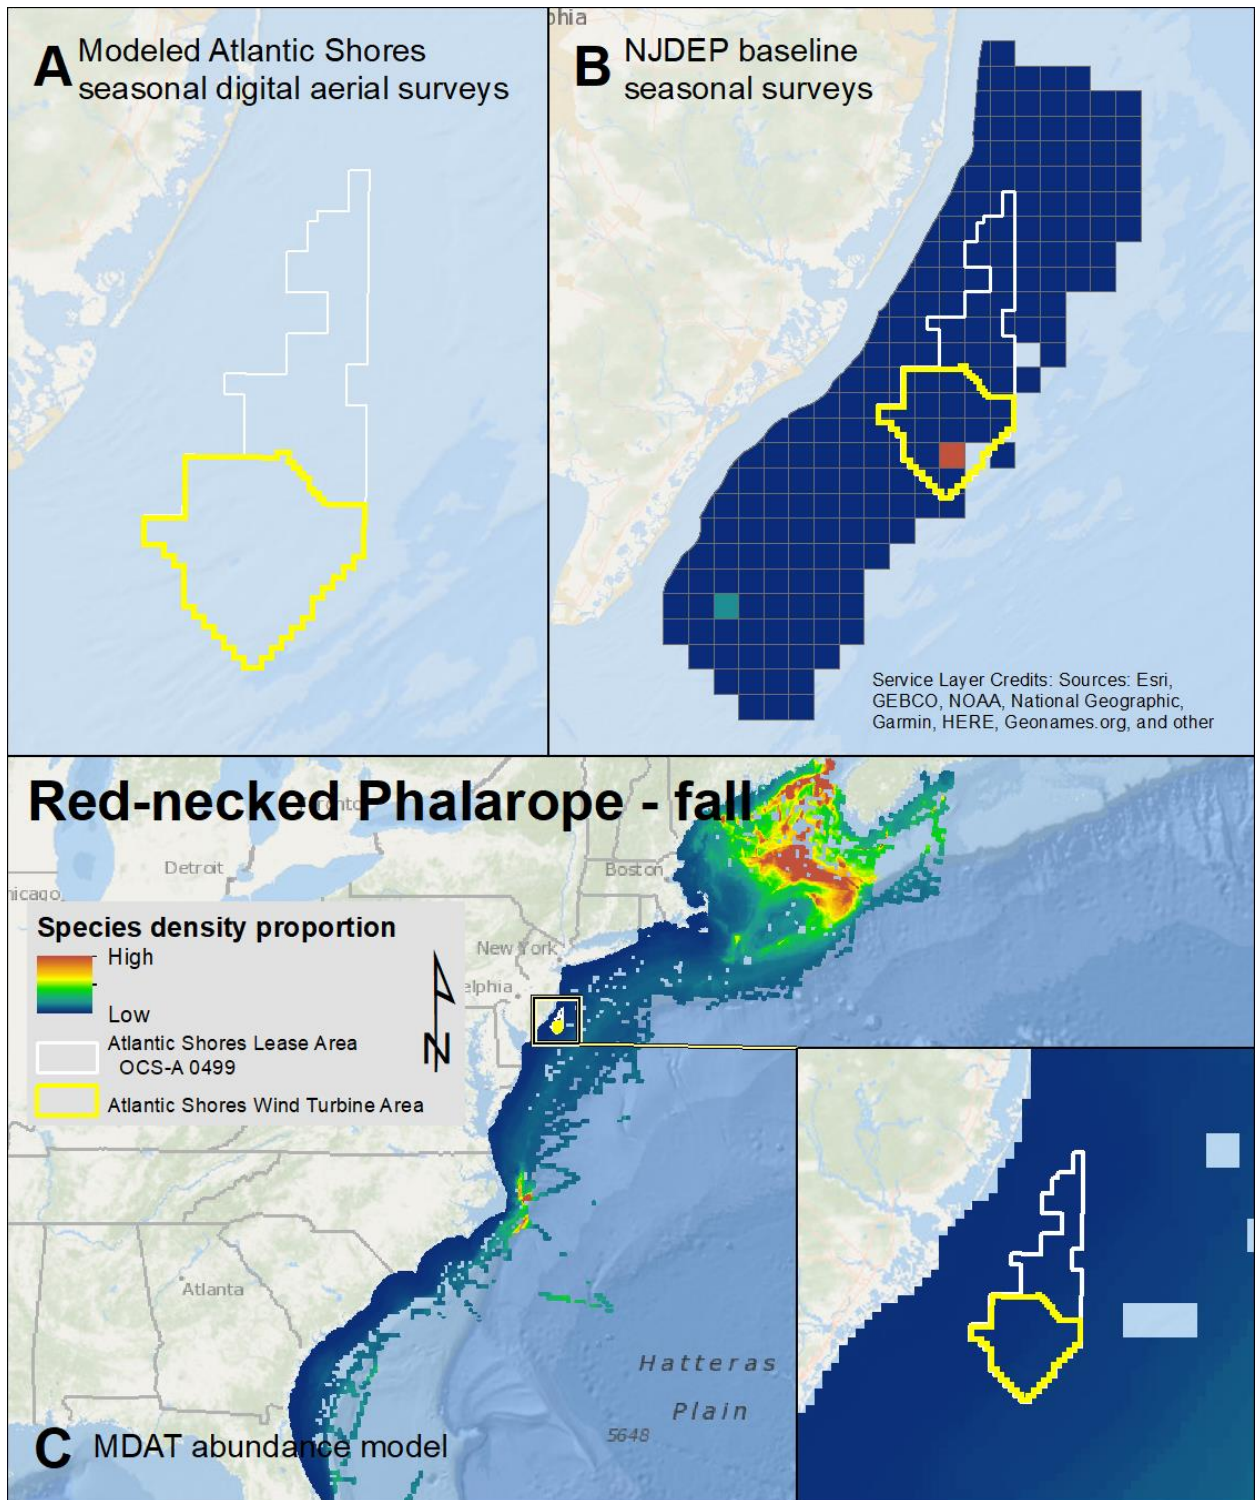 A Modeled Atlantic Shores
seasonal digital aerial surveys
phia
B NJDEP baseline
seasonal surveys
Service Layer Credits: Sources: Esri,
GEBCO, NOAA, National Geographic,
Garmin, HERE, Geonames.org, and other
Red-necked Phalarope - fall
Detroit
Boston
hicago
Species density proportion
High
Low
New York
elphia
Atlantic Shores Lease Area
OCS-A 0499
N
Atlantic Shores Wind Turbine Area
Atlanta
Hatteras
Plain
5648
C MDAT abundance model